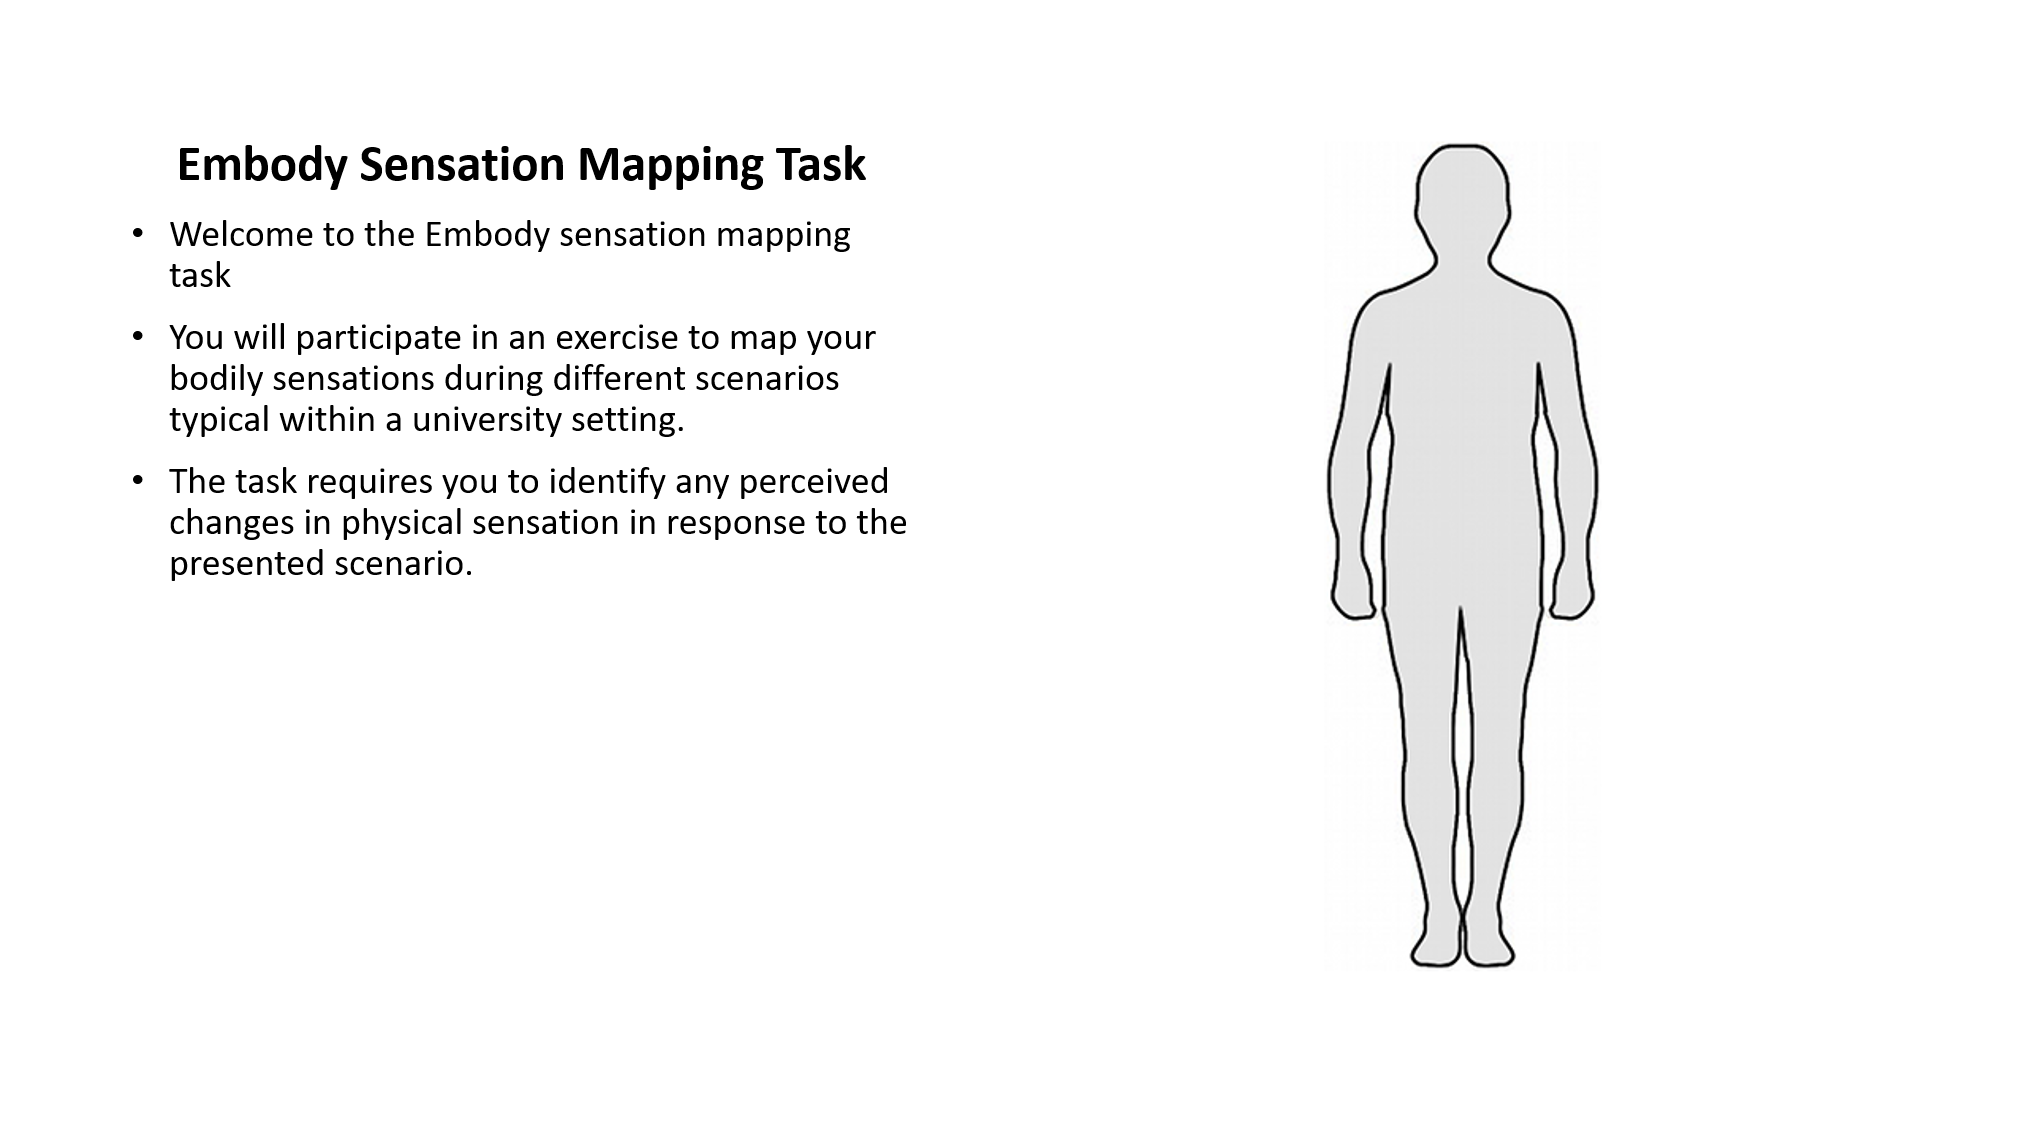 Embody Sensation Mapping Task
• Welcome to the Embody sensation mapping
task
• You will participate in an exercise to map your
bodily sensations during different scenarios
typical within a university setting.
• The task requires you to identify any perceived
changes in physical sensation in response to the
presented scenario.